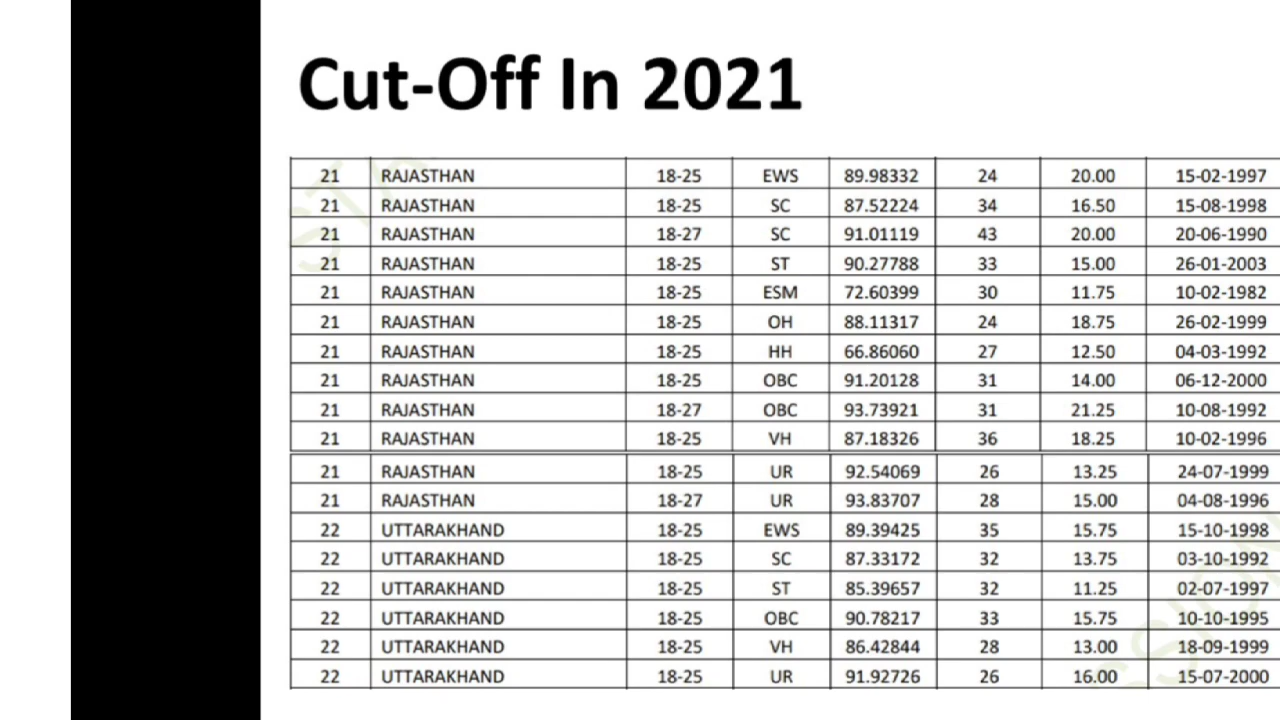 Cut-Off In 2021
21 RAJASTHAN 18-25 EWS 89.98332 24 20.00 15-02-1997
21 RAJASTHAN 18-25 SC 87.52224 34 16.50 15-08-1998
21 RAJASTHAN 18-27 SC 91.01119 43 20.00 20-06-1990
21 RAJASTHAN 18-25 ST 90.27788 33 15.00 26-01-2003
21 RAJASTHAN 18-25 ESM 72.60399 30 11.75 10-02-1982
21 RAJASTHAN 18-25 OH 88.11317 24 18.75 26-02-1999
21 RAJASTHAN 18-25 HH 66.86060 27 12.50 04-03-1992
21 RAJASTHAN 18-25 OBC 91.20128 31 14.00 06-12-2000
21 RAJASTHAN 18-27 OBC 93.73921 31 21.25 10-08-1992
21 RAJASTHAN 18-25 VH 87.18326 36 18.25 10-02-1996
21 RAJASTHAN 18-25 UR 92.54069 26 13.25 24-07-1999
21 RAJASTHAN 18-27 UR 93.83707 28 15.00 04-08-1996
22 UTTARAKHAND 18-25 EWS 89.39425 35 15.75 15-10-1998
22 UTTARAKHAND 18-25 SC 87.33172 32 13.75 03-10-1992
22 UTTARAKHAND 18-25 ST 85.39657 32 11.25 02-07-1997
22 UTTARAKHAND 18-25 OBC 90.78217 33 15.75 10-10-1995
22 UTTARAKHAND 18-25 VH 86.42844 28 13.00 18-09-1999
22 UTTARAKHAND 18-25 UR 91.92726 26 16.00 15-07-2000